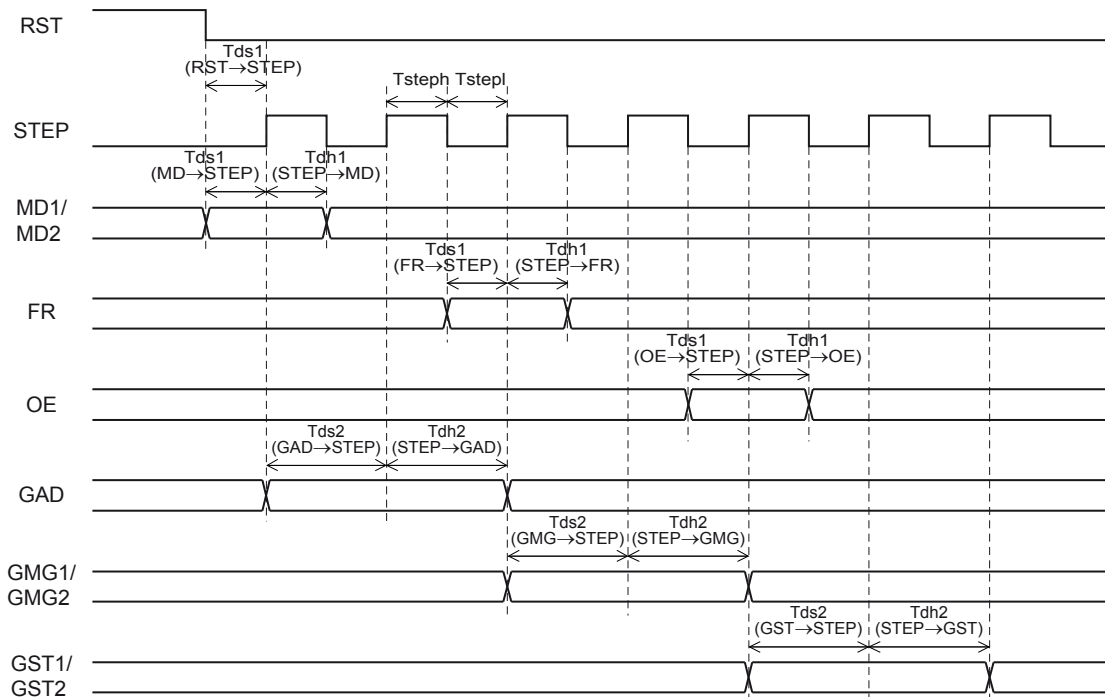 RST
Tds1
(RST→STEP)
Tsteph Tstepl
STEP
Tds1 Tdh1
(MD→STEP) (STEP→MD)
MD1/
MD2
Tds1 Tdh1
(FR→STEP) (STEP→FR)
FR
Tds1 Tdh1
(OE→STEP) (STEP→OE)
OE
Tds2 Tdh2
(GAD→STEP) (STEP→GAD)
GAD
Tds2 Tdh2
(GMG→STEP) (STEP→GMG)
GMG1/
GMG2
Tds2 Tdh2
(GST→STEP) (STEP→GST)
GST1/
GST2